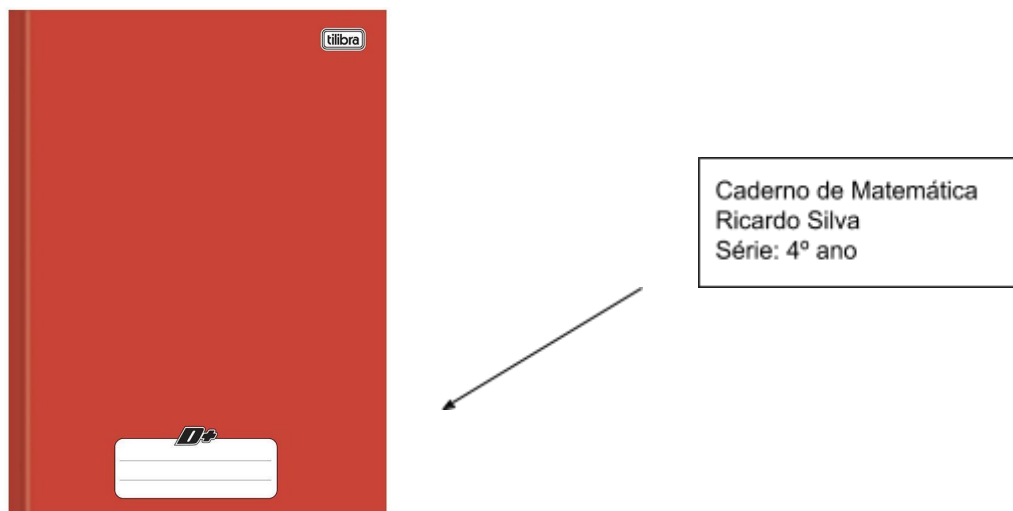 tilibra
D+
Caderno de Matemática
Ricardo Silva
Série: 4º ano